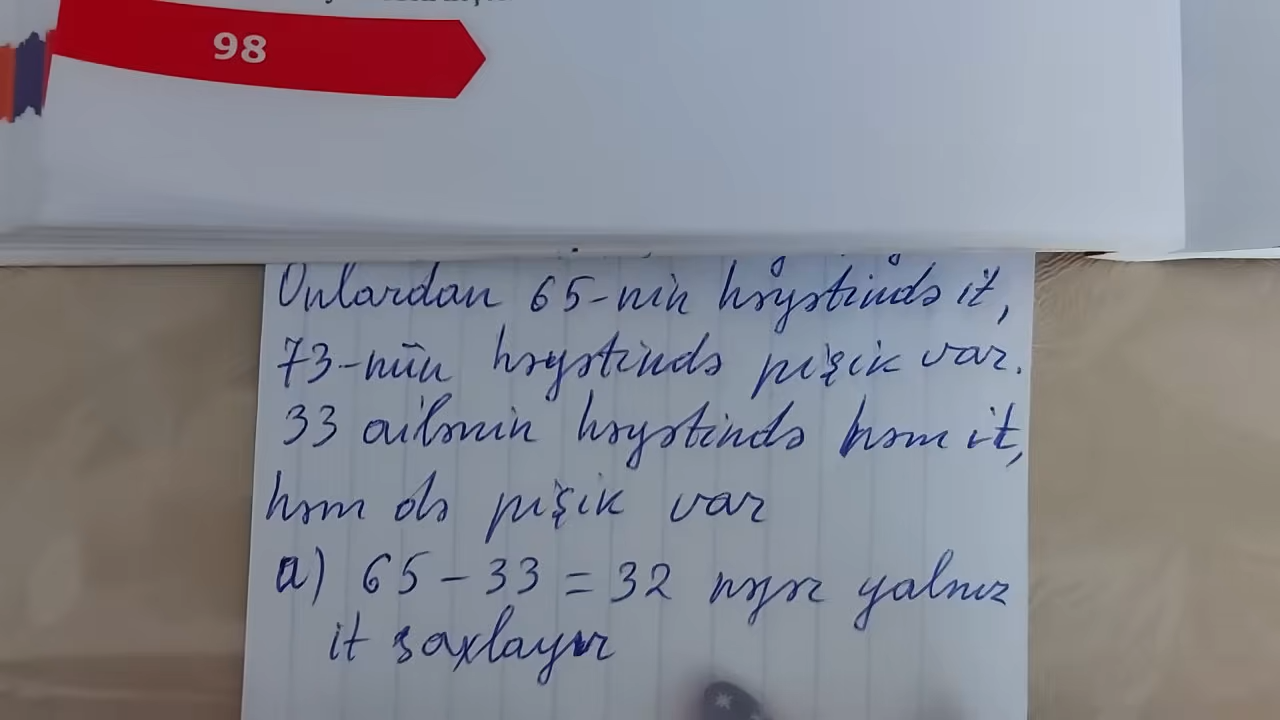 98
Onlardan 65-nin həyətində it,
73-nün həyətində pişik var.
33 ailənin həyətində həm it,
həm də pişik var
a) 65 - 33 = 32 nəfər yalnız
it saxlayır